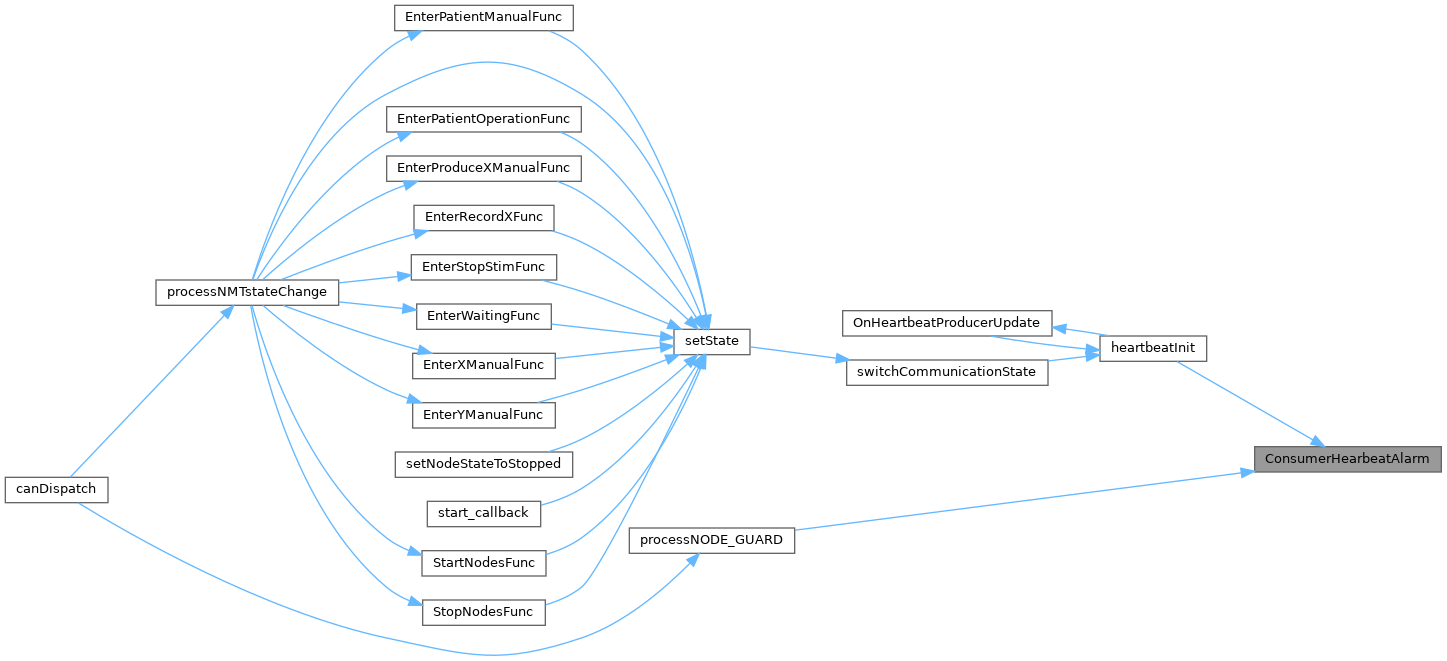 EnterPatientManualFunc
EnterPatientOperationFunc
EnterProduceXManualFunc
EnterRecordXFunc
EnterStopStimFunc
processNMTstateChange
EnterWaitingFunc
OnHeartbeatProducerUpdate
setState
heartbeatInit
EnterXManualFunc
switchCommunicationState
EnterYManualFunc
setNodeStateToStopped
ConsumerHearbeatAlarm
canDispatch
start_callback
processNODE_GUARD
StartNodesFunc
StopNodesFunc